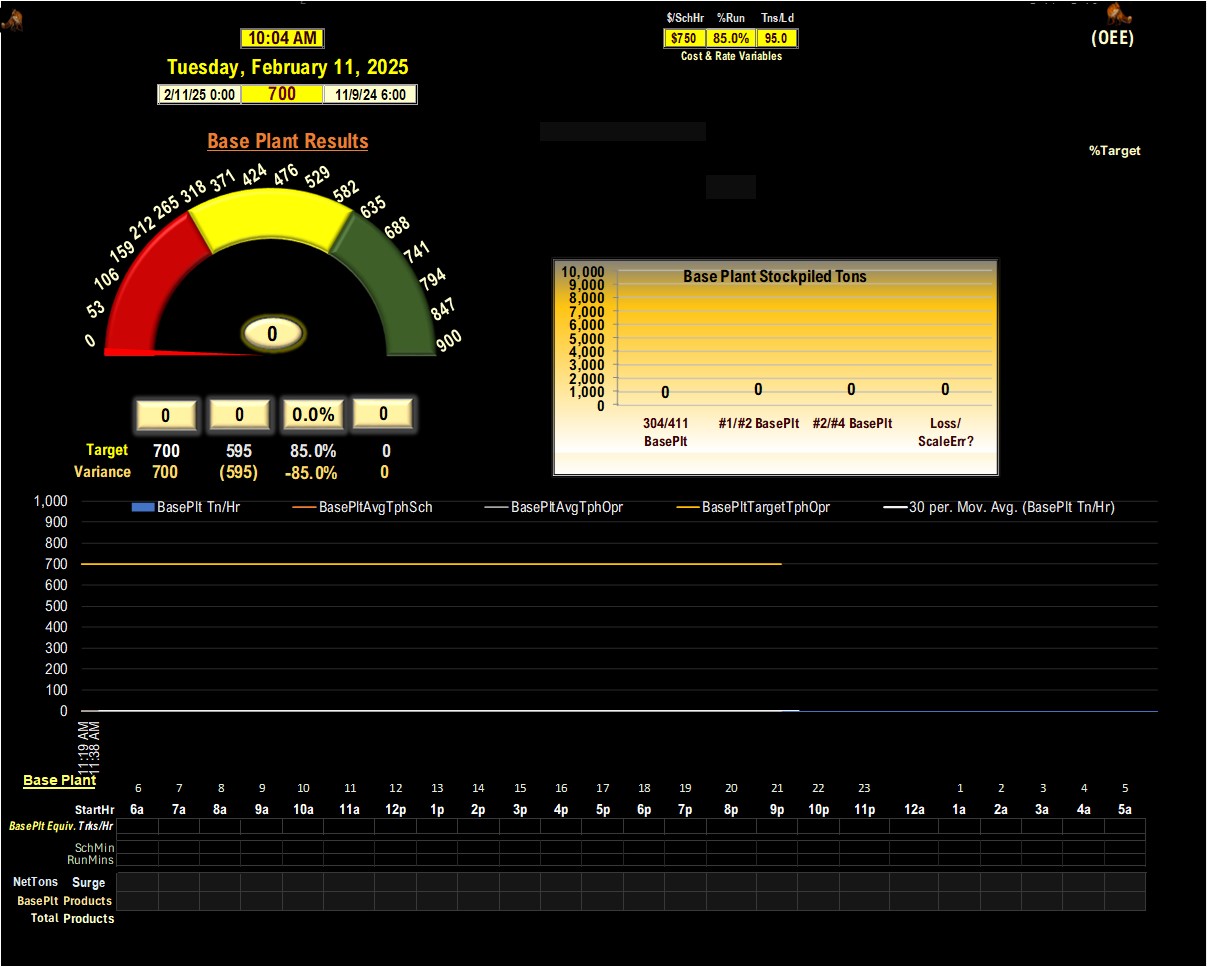 $/SchHr %Run Tns/Ld
10:04 AM $750 85.0% 95.0 (OEE)
Cost & Rate Variables
Tuesday, February 11, 2025
2/11/25 0:00 700 11/9/24 6:00
Base Plant Results
%Target
0 53 106 159 212 265 318 371 424 476 529 582 635 688 741 794 847 900
0
Base Plant Stockpiled Tons
10,000
9,000
8,000
7,000
6,000
5,000
4,000
3,000
2,000
1,000
0
0 0 0 0
304/411 BasePlt
#1/#2 BasePlt
#2/#4 BasePlt
Loss/ ScaleErr?
0 0 0.0% 0
Target 700 595 85.0% 0
Variance 700 (595) -85.0% 0
BasePlt Tn/Hr BasePltAvgTphSch BasePltAvgTphOpr BasePltTargetTphOpr 30 per. Mov. Avg. (BasePlt Tn/Hr)
1,000
900
800
700
600
500
400
300
200
100
0
11:19 AM
11:38 AM
Base Plant
6 7 8 9 10 11 12 13 14 15 16 17 18 19 20 21 22 23 1 2 3 4 5
StartHr 6a 7a 8a 9a 10a 11a 12p 1p 2p 3p 4p 5p 6p 7p 8p 9p 10p 11p 12a 1a 2a 3a 4a 5a
BasePlt Equiv. Trks/Hr
SchMin
RunMins
NetTons Surge
BasePlt Products
Total Products